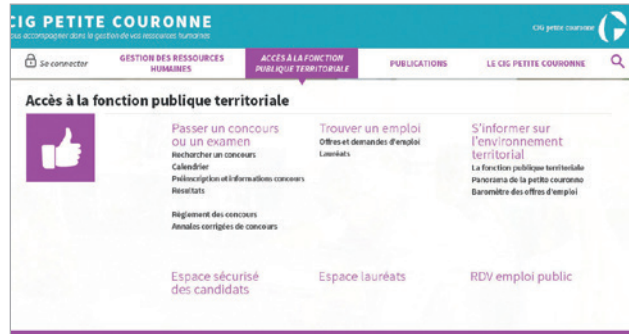 CIG PETITE COURONNE
ous accompagner dans la gestion de vos ressources humaines
CIG petite couronne
Se connecter
GESTION DES RESSOURCES
HUMAINES
ACCÈS À LA FONCTION
PUBLIQUE TERRITORIALE
PUBLICATIONS
LE CIG PETITE COURONNE
Accès à la fonction publique territoriale
Passer un concours
ou un examen
Rechercher un concours
Calendrier
Préinscription et informations concours
Résultats
Règlement des concours
Annales corrigées de concours
Trouver un emploi
Offres et demandes d'emploi
Lauréats
S'informer sur
l'environnement
territorial
La fonction publique territoriale
Panorama de la petite couronne
Baromètre des offres d'emploi
Espace sécurisé
des candidats
Espace lauréats
RDV emploi public